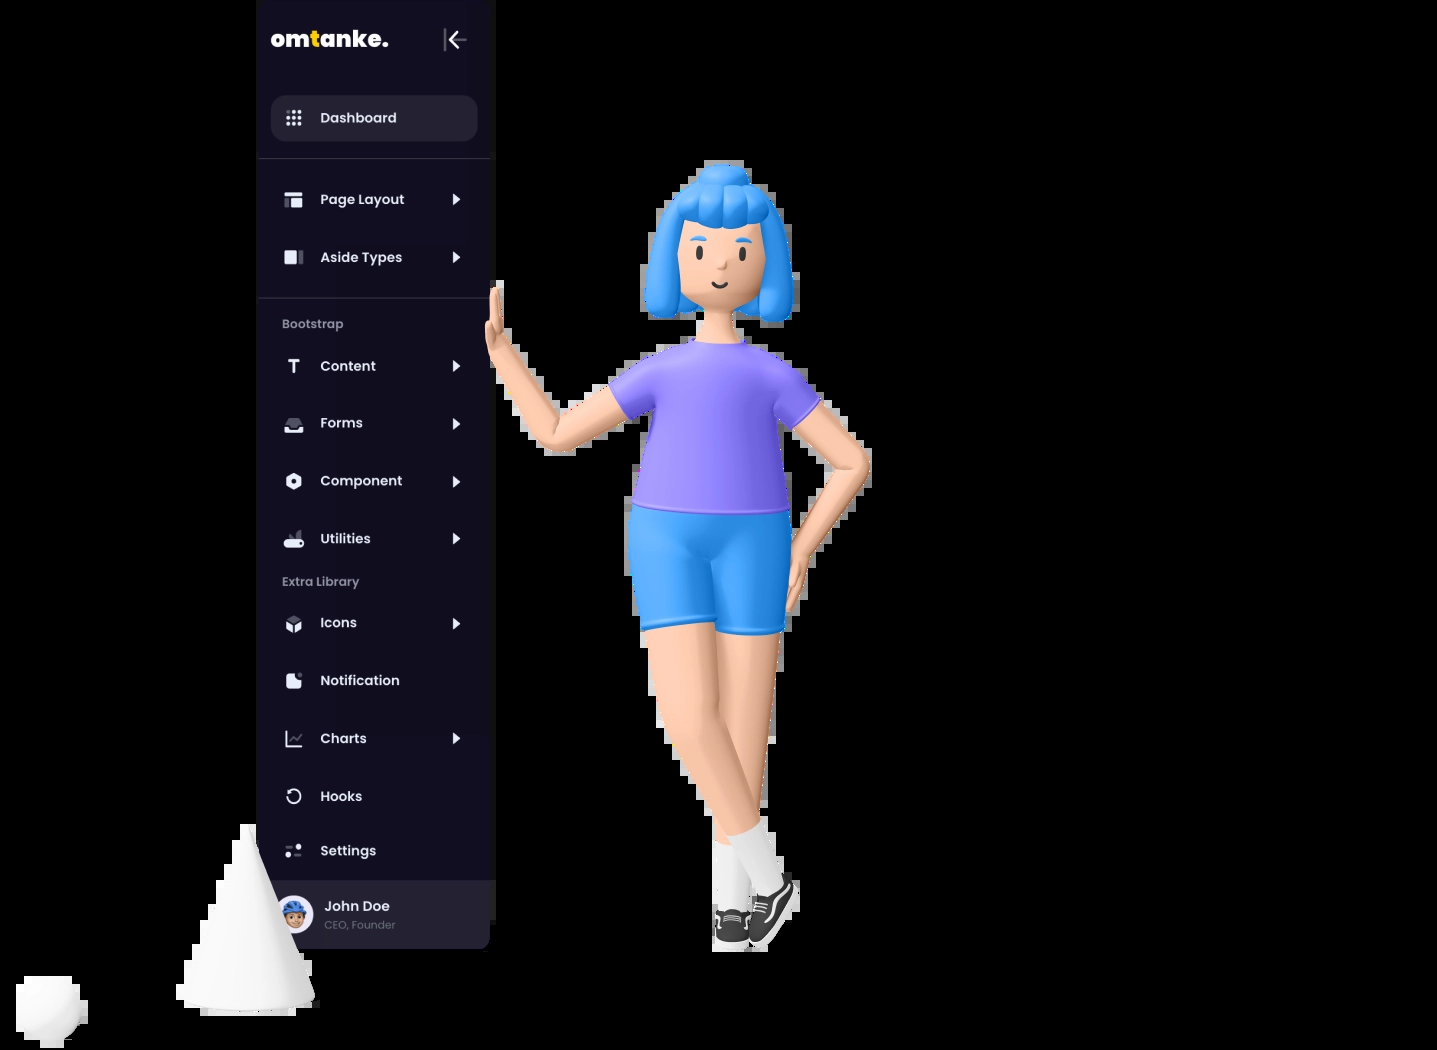 omtanke.
Dashboard
Page Layout
Aside Types
Bootstrap
Content
Forms
Component
Utilities
Extra Library
Icons
Notification
Charts
Hooks
Settings
John Doe
CEO, Founder